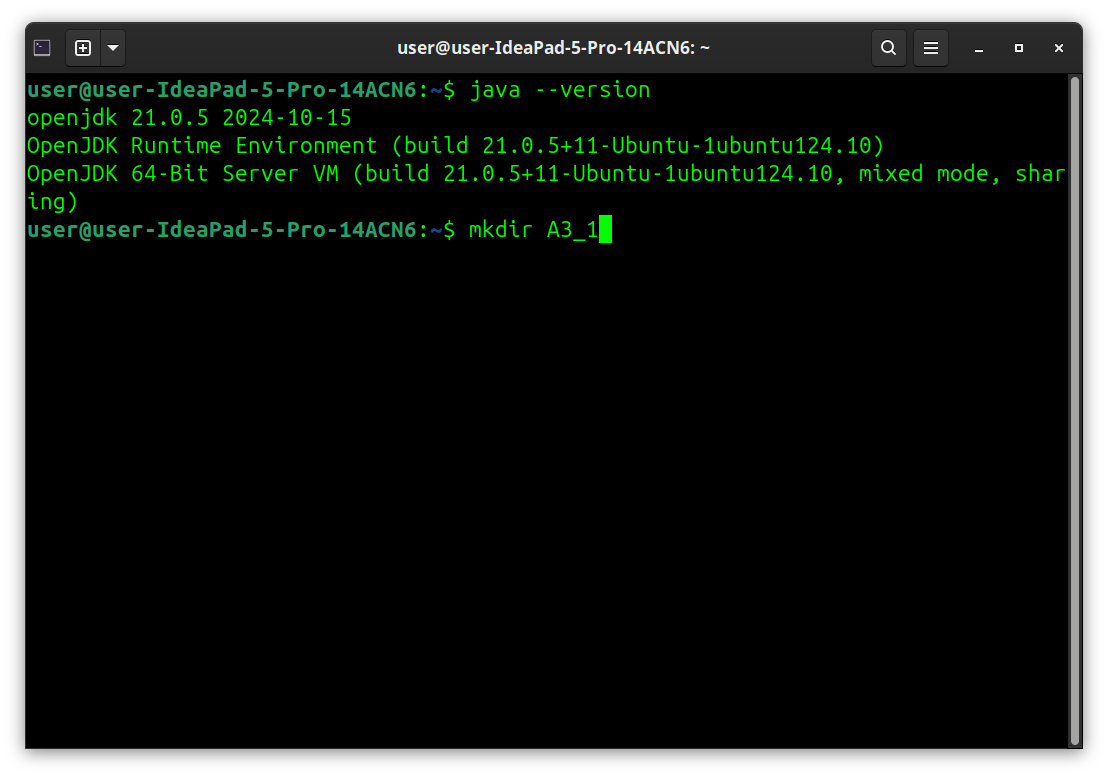 user@user-IdeaPad-5-Pro-14ACN6: ~
user@user-IdeaPad-5-Pro-14ACN6:~$ java --version
openjdk 21.0.5 2024-10-15
OpenJDK Runtime Environment (build 21.0.5+11-Ubuntu-1ubuntu124.10)
OpenJDK 64-Bit Server VM (build 21.0.5+11-Ubuntu-1ubuntu124.10, mixed mode, shar
ing)
user@user-IdeaPad-5-Pro-14ACN6:~$ mkdir A3_1